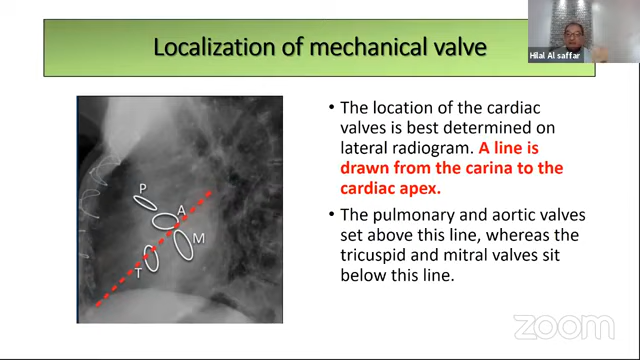 Localization of mechanical valve
Hilal Al saffar
P
A
M
T
• The location of the cardiac
valves is best determined on
lateral radiogram. A line is
drawn from the carina to the
cardiac apex.
• The pulmonary and aortic valves
set above this line, whereas the
tricuspid and mitral valves sit
below this line.
zoom